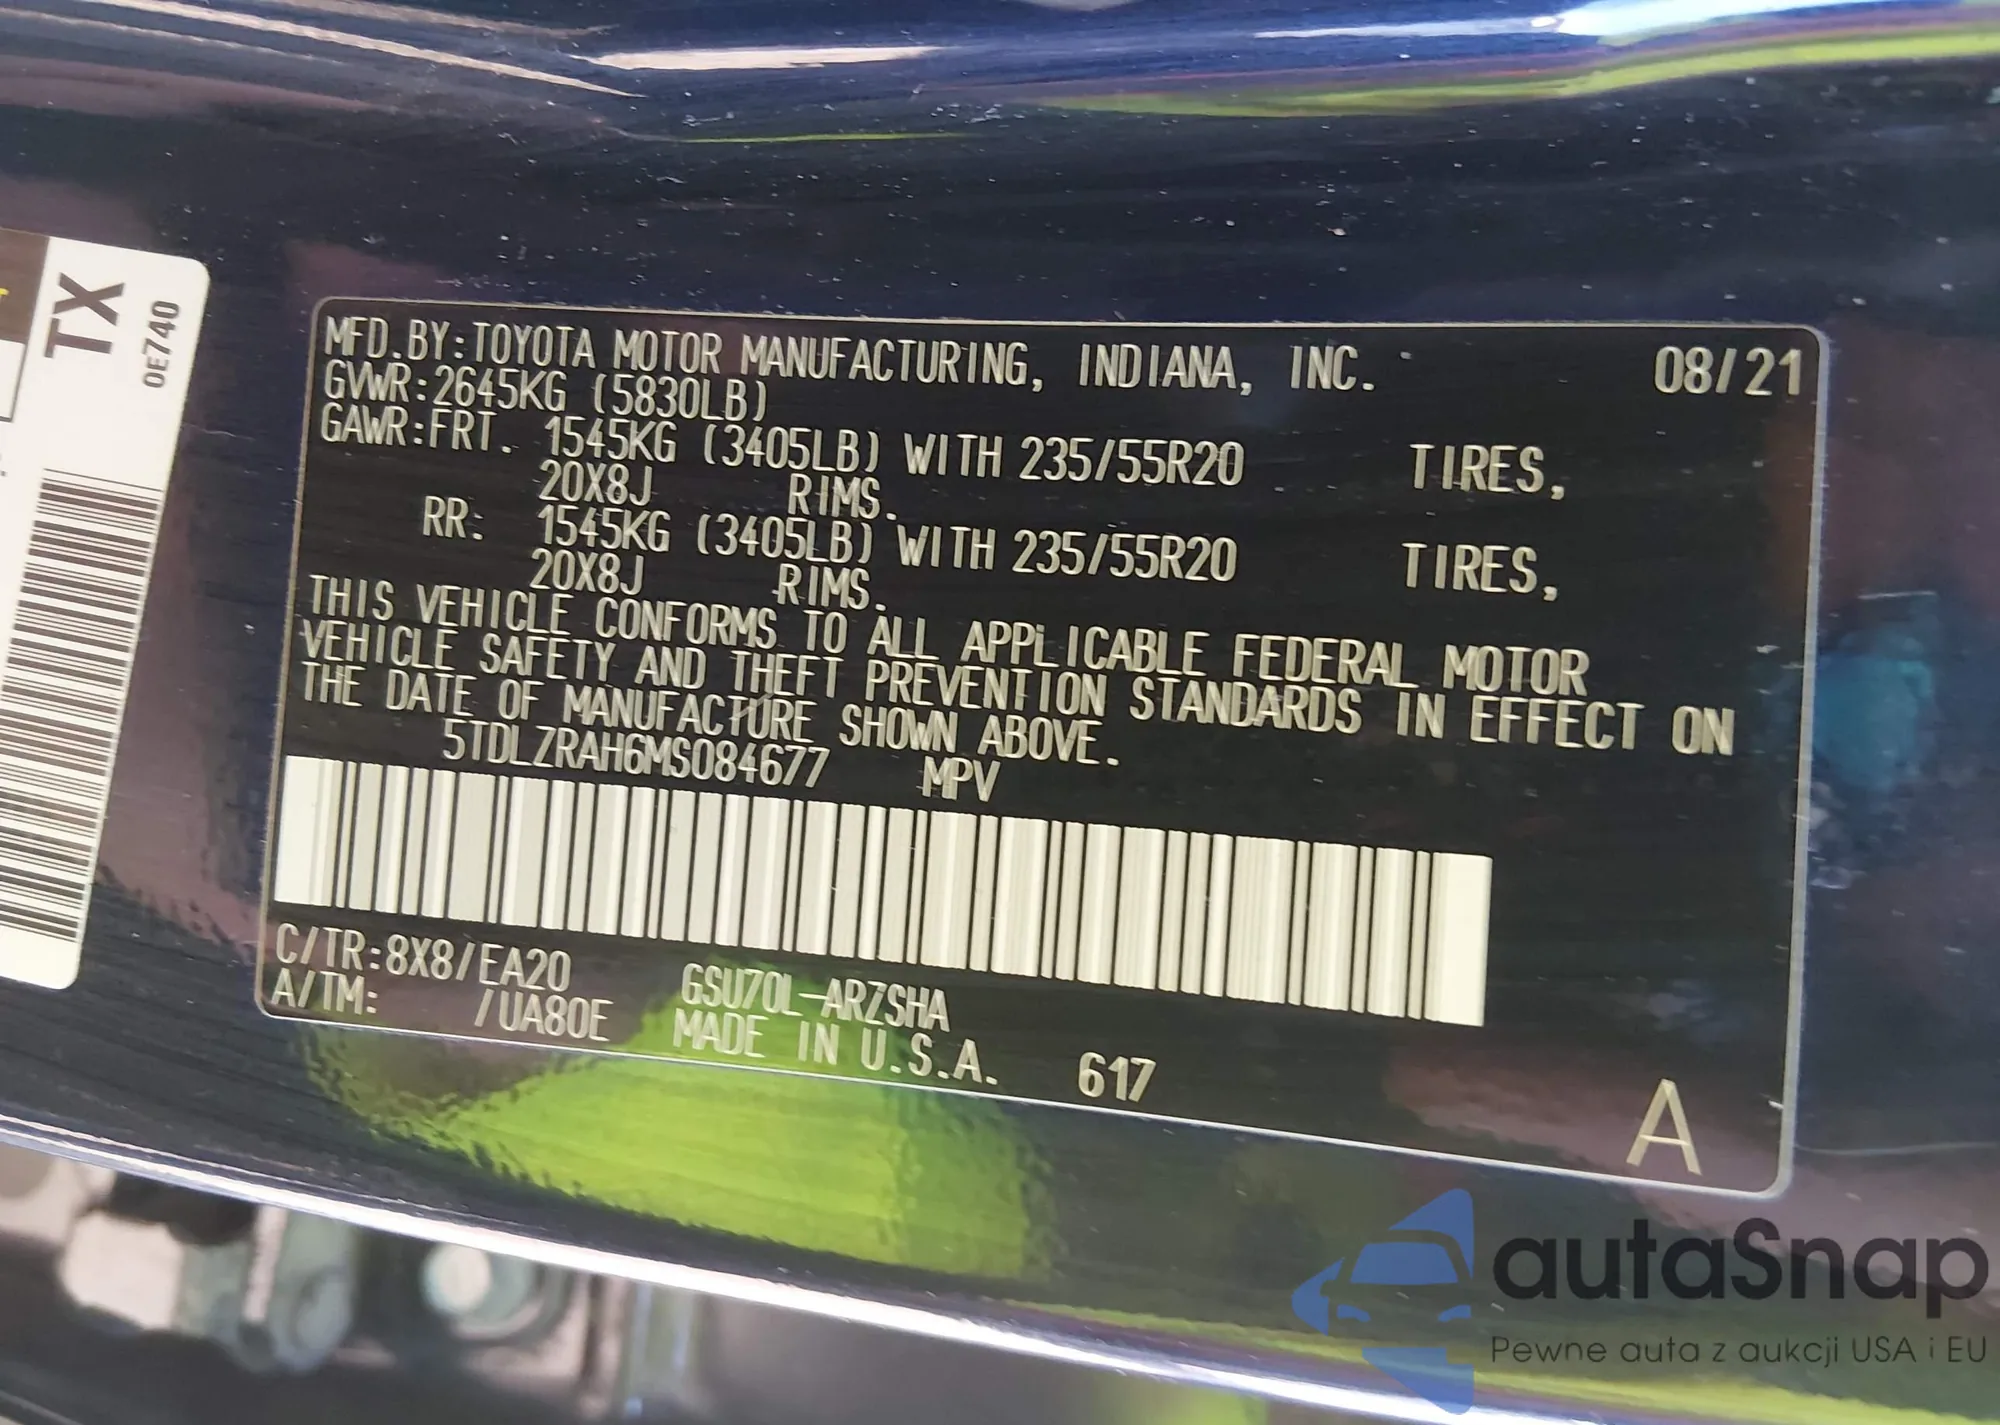 TX
OE740
MFD.BY:TOYOTA MOTOR MANUFACTURING, INDIANA, INC. 08/21
GVWR:2645KG (5830LB)
GAWR:FRT. 1545KG (3405LB) WITH 235/55R20 TIRES,
20X8J RIMS.
RR: 1545KG (3405LB) WITH 235/55R20 TIRES,
20X8J RIMS.
THIS VEHICLE CONFORMS TO ALL APPLICABLE FEDERAL MOTOR
VEHICLE SAFETY AND THEFT PREVENTION STANDARDS IN EFFECT ON
THE DATE OF MANUFACTURE SHOWN ABOVE.
5TDLZRAH6MS084677 MPV
C/TR:8X8/EA20 GSU70L-ARZSHA
A/TM: /UA80E MADE IN U.S.A. 617
A
autaSnap
Pewne auta z aukcji USA i EU